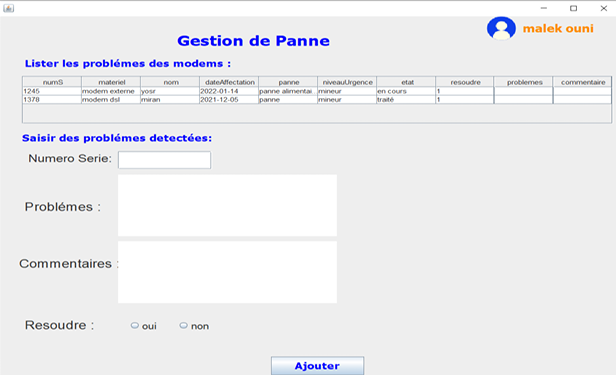 malek ouni
Gestion de Panne
Lister les problémes des modems :
numS materiel nom dateAffectation panne niveauUrgence etat resoudre problemes commentaire
1245 modem externe yosr 2022-01-14 panne alimentai... mineur en cours 1
1378 modem dsl miran 2021-12-05 panne mineur traité 1
Saisir des problémes detectées:
Numero Serie:
Problémes :
Commentaires :
Resoudre : oui non
Ajouter